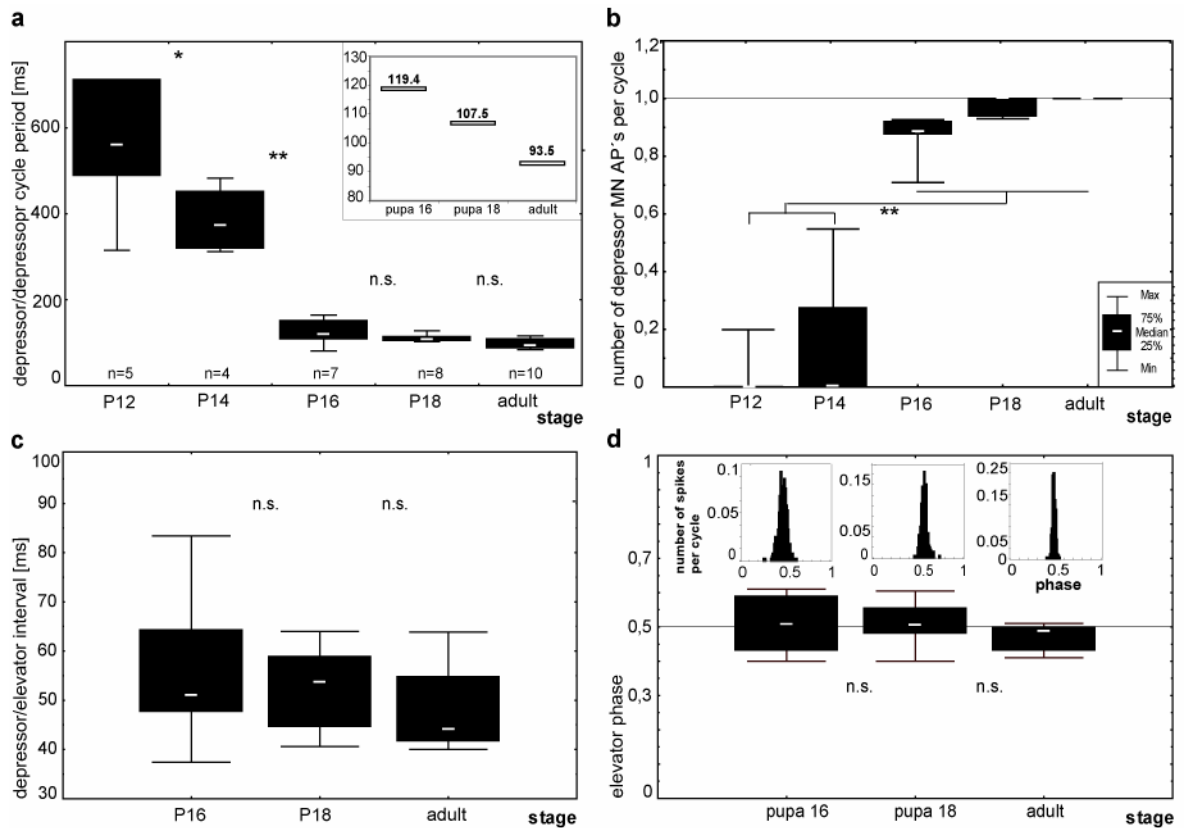 a
depressor/depressopr cycle period [ms]
600
400
200
0
*
**
n.s.
n.s.
130
120
110
100
90
80
119.4
107.5
93.5
pupa 16
pupa 18
adult
n=5
n=4
n=7
n=8
n=10
P12
P14
P16
P18
adult
stage
b
number of depressor MN AP´s per cycle
1,2
1,0
0,8
0,6
0,4
0,2
0
**
Max
75%
Median
25%
Min
P12
P14
P16
P18
adult
stage
c
depressor/elevator interval [ms]
100
90
80
70
60
50
40
30
n.s.
n.s.
P16
P18
adult
stage
d
elevator phase
1
0,7
0,5
0,3
0
number of spikes
per cycle
0.1
0.05
0
0
0.5
1
0.15
0.05
0
0
0.5
1
0.25
0.15
0.05
0
0
0.5
1
phase
n.s.
n.s.
pupa 16
pupa 18
adult
stage